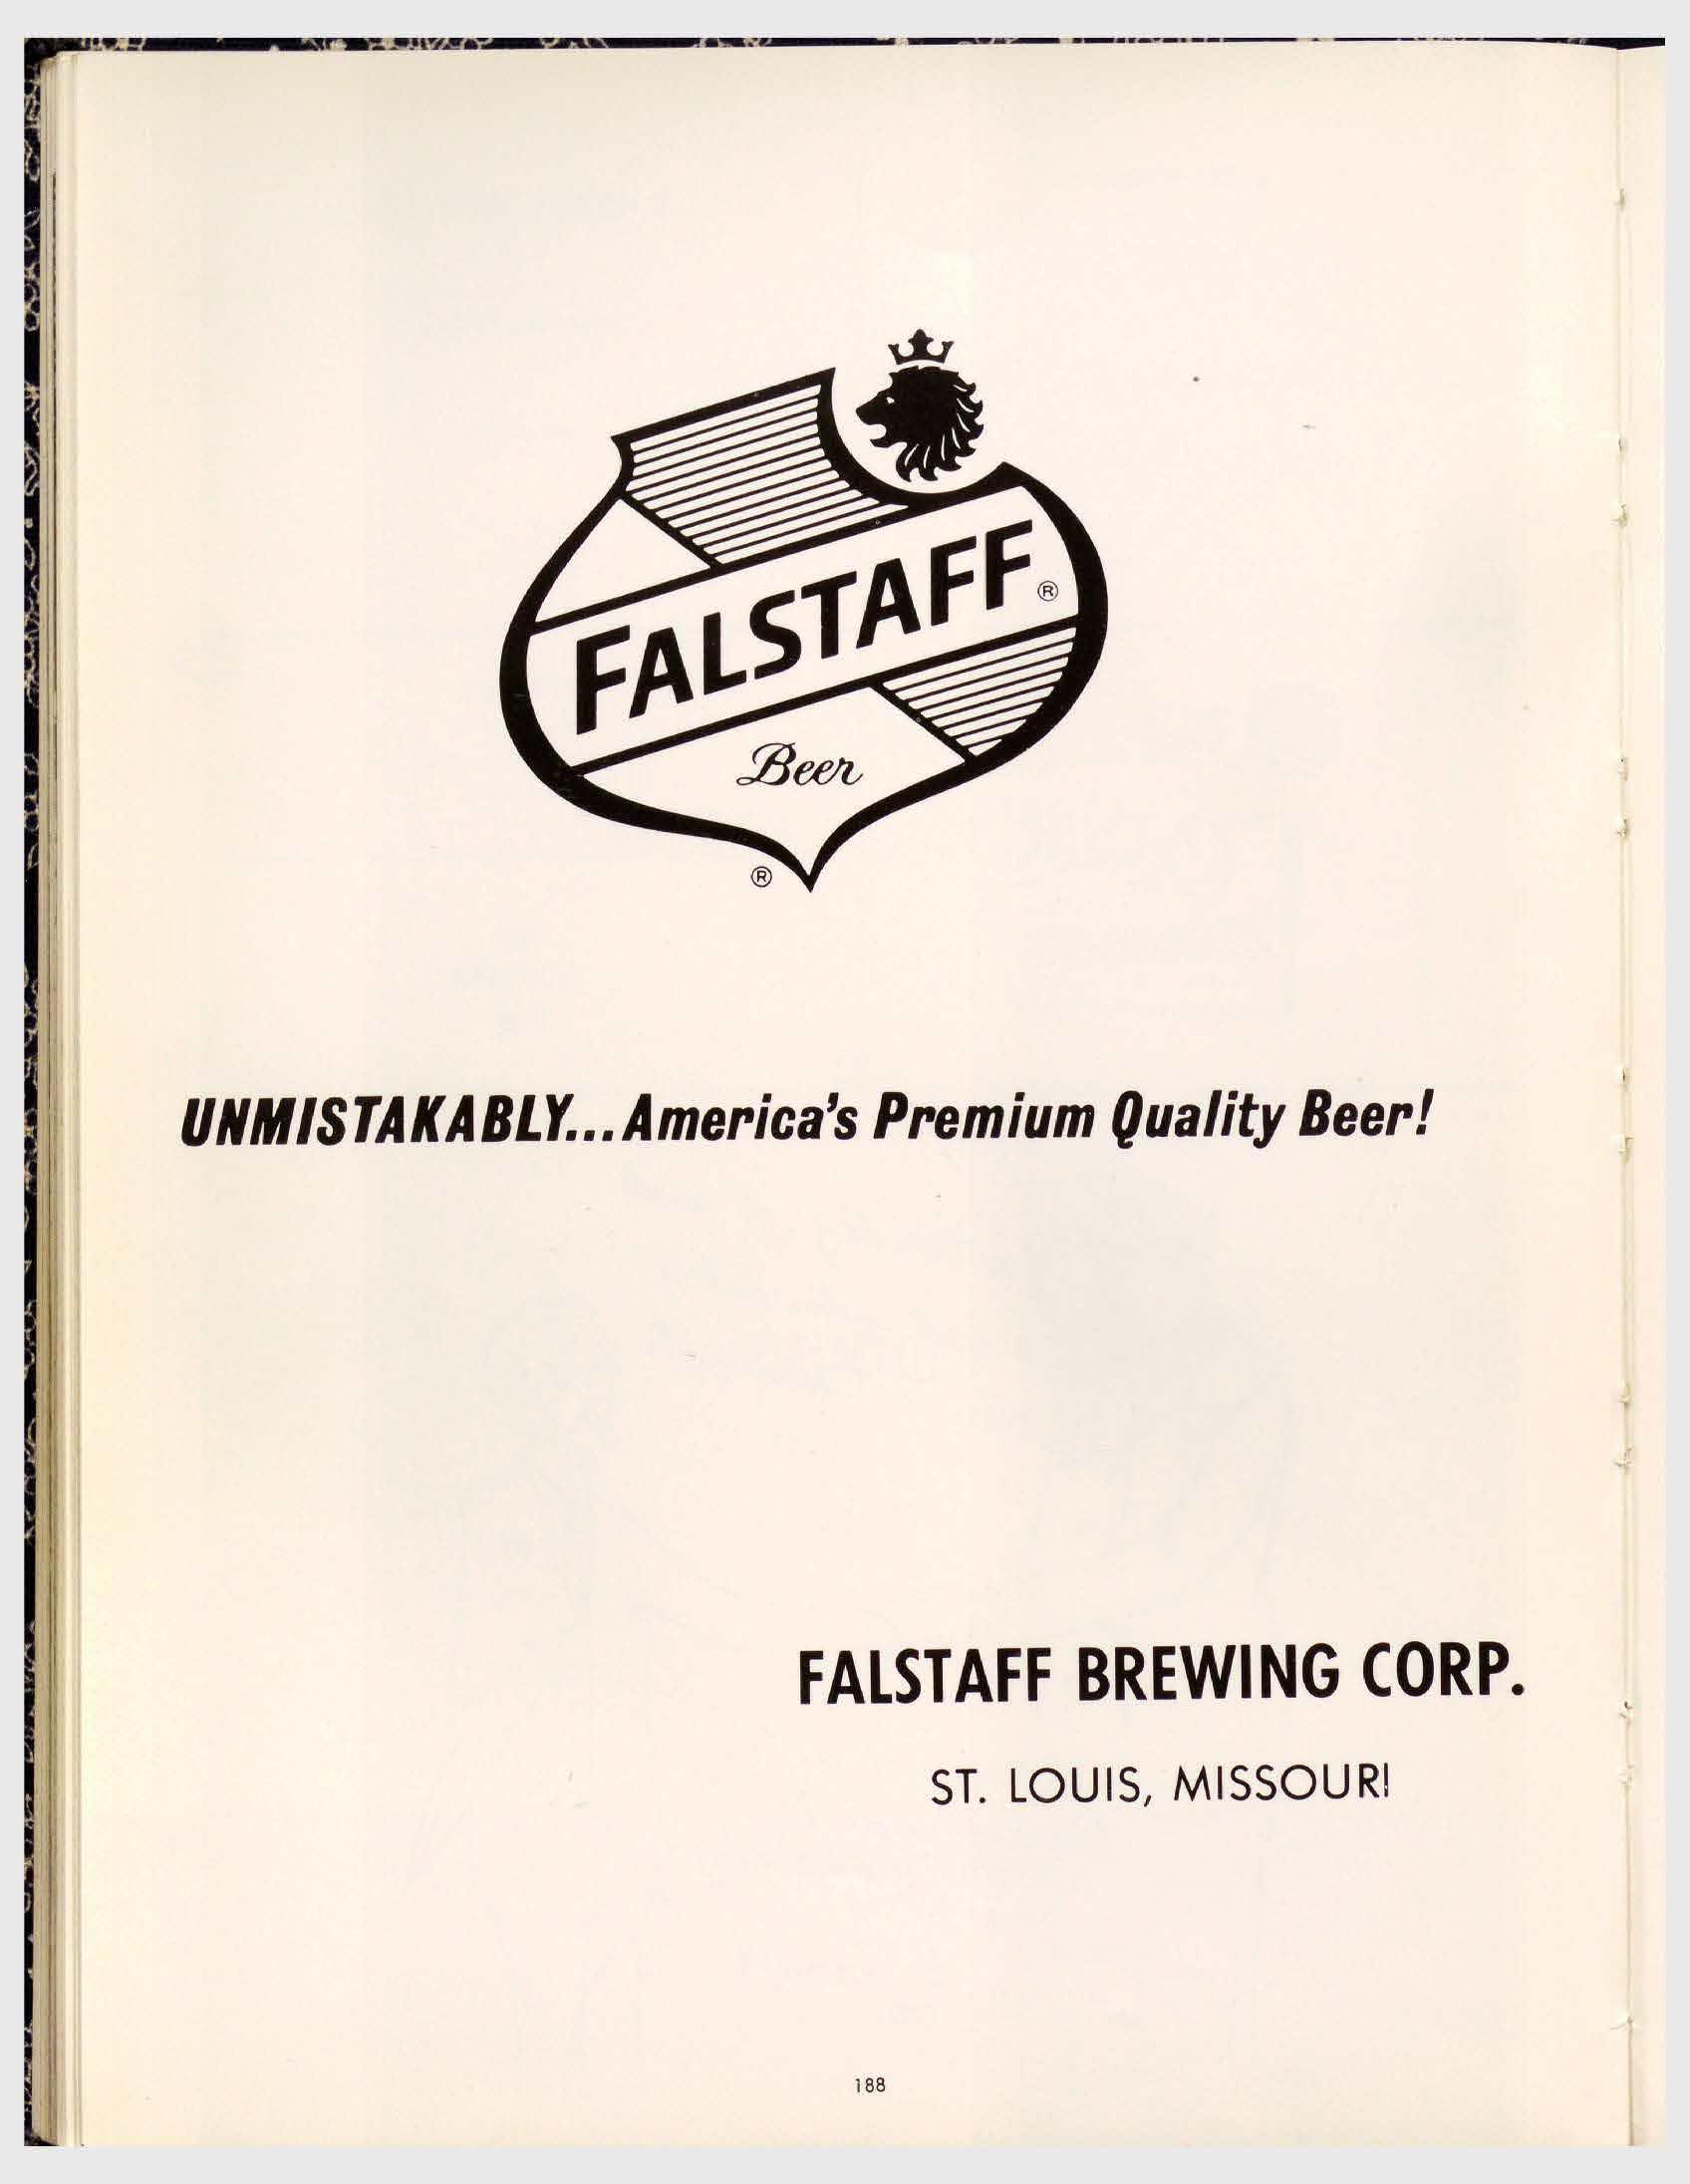 FALSTAFF ®
Beer
®
UNMISTAKABLY... America's Premium Quality Beer!
FALSTAFF BREWING CORP.
ST. LOUIS, MISSOURI
188